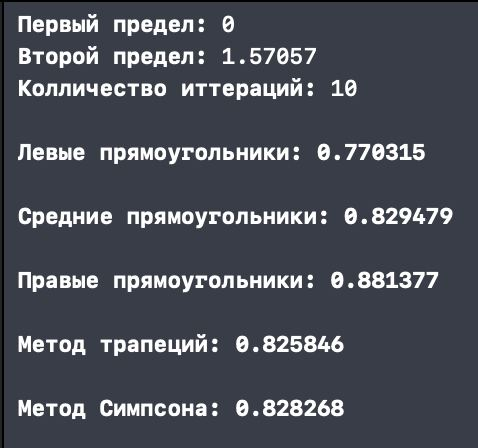 Первый предел: 0
Второй предел: 1.57057
Колличество иттераций: 10
Левые прямоугольники: 0.770315
Средние прямоугольники: 0.829479
Правые прямоугольники: 0.881377
Метод трапеций: 0.825846
Метод Симпсона: 0.828268